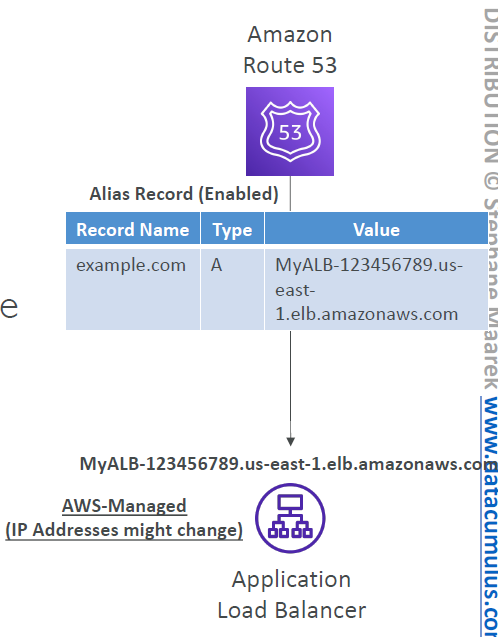 Amazon
Route 53
53
Alias Record (Enabled)
Record Name Type Value
example.com A MyALB-123456789.us-
east-
1.elb.amazonaws.com
e
MyALB-123456789.us-east-1.elb.amazonaws.com
AWS-Managed
(IP Addresses might change)
Application
Load Balancer
DISTRIBUTION © Stephane Maarek www.datacumulus.com